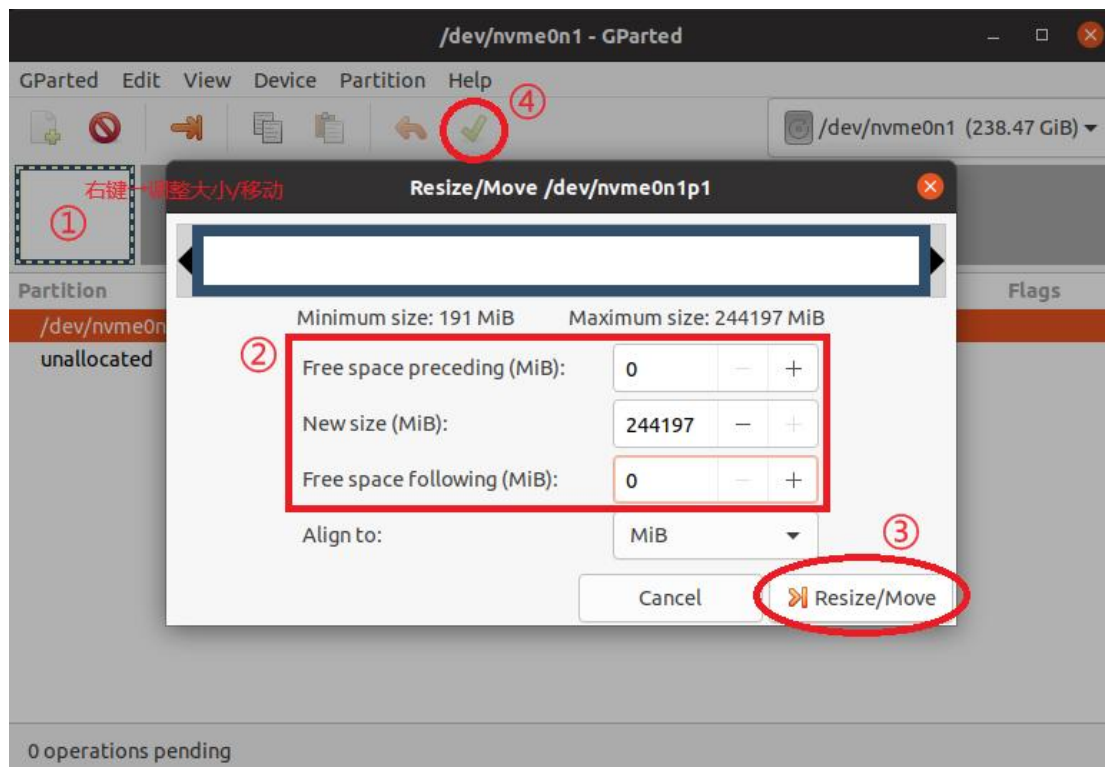 /dev/nvme0n1 - GParted
GParted Edit View Device Partition Help
④
/dev/nvme0n1 (238.47 GiB)
右键→调整大小/移动
①
Resize/Move /dev/nvme0n1p1
Partition
Flags
Minimum size: 191 MiB Maximum size: 244197 MiB
/dev/nvme0n
unallocated
②
Free space preceding (MiB): 0
New size (MiB): 244197
Free space following (MiB): 0
Align to: MiB
③
Cancel Resize/Move
0 operations pending